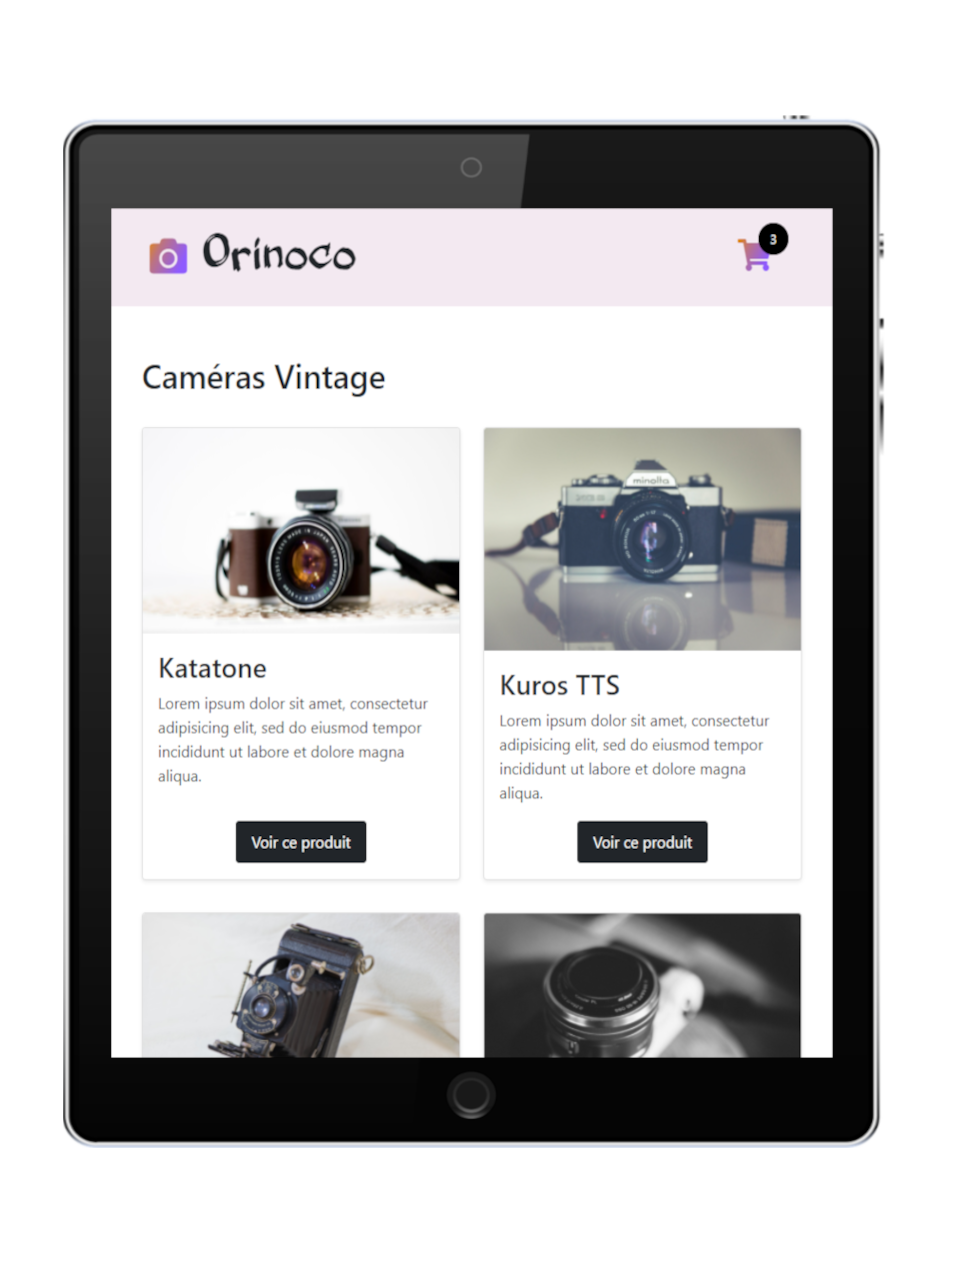 Orinoco
3
Caméras Vintage
minolta
Katatone
Lorem ipsum dolor sit amet, consectetur
adipisicing elit, sed do eiusmod tempor
incididunt ut labore et dolore magna
aliqua.
Voir ce produit
Kuros TTS
Lorem ipsum dolor sit amet, consectetur
adipisicing elit, sed do eiusmod tempor
incididunt ut labore et dolore magna
aliqua.
Voir ce produit